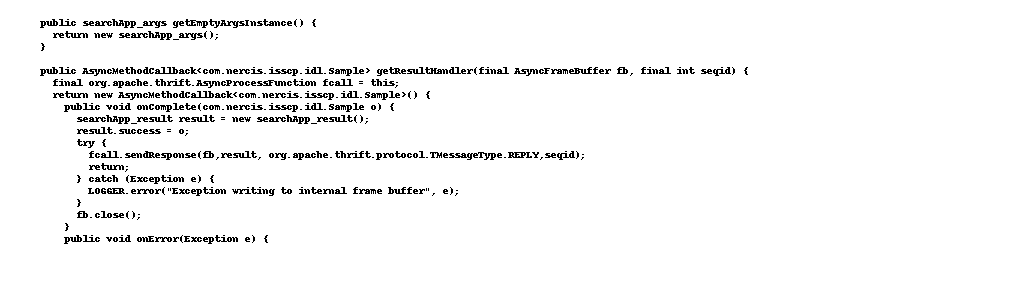 public searchApp_args getEmptyArgsInstance() {
return new searchApp_args();
}
public AsyncMethodCallback<com.nercis.isscp.idl.Sample> getResultHandler(final AsyncFrameBuffer fb, final int seqid) {
final org.apache.thrift.AsyncProcessFunction fcall = this;
return new AsyncMethodCallback<com.nercis.isscp.idl.Sample>() {
public void onComplete(com.nercis.isscp.idl.Sample o) {
searchApp_result result = new searchApp_result();
result.success = o;
try {
fcall.sendResponse(fb,result, org.apache.thrift.protocol.TMessageType.REPLY,seqid);
return;
} catch (Exception e) {
LOGGER.error("Exception writing to internal frame buffer", e);
}
fb.close();
}
public void onError(Exception e) {